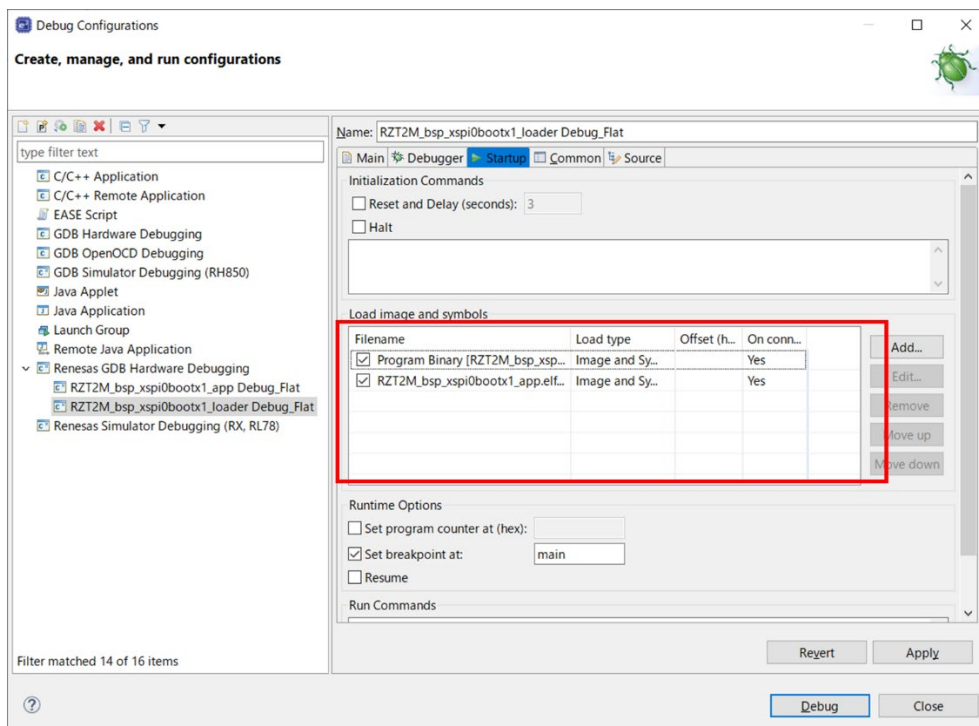 Debug Configurations
Create, manage, and run configurations
type filter text
C/C++ Application
C/C++ Remote Application
EASE Script
GDB Hardware Debugging
GDB OpenOCD Debugging
GDB Simulator Debugging (RH850)
Java Applet
Java Application
Launch Group
Remote Java Application
Renesas GDB Hardware Debugging
RZT2M_bsp_xspi0bootx1_app Debug_Flat
RZT2M_bsp_xspi0bootx1_loader Debug_Flat
Renesas Simulator Debugging (RX, RL78)
Filter matched 14 of 16 items
Name: RZT2M_bsp_xspi0bootx1_loader Debug_Flat
Main Debugger Startup Common Source
Initialization Commands
Reset and Delay (seconds): 3
Halt
Load image and symbols
Filename Load type Offset (h... On conn...
Program Binary [RZT2M_bsp_xsp... Image and Sy... Yes
RZT2M_bsp_xspi0bootx1_app.elf... Image and Sy... Yes
Add...
Edit...
Remove
Move up
Move down
Runtime Options
Set program counter at (hex):
Set breakpoint at: main
Resume
Run Commands
Revert Apply
Debug Close